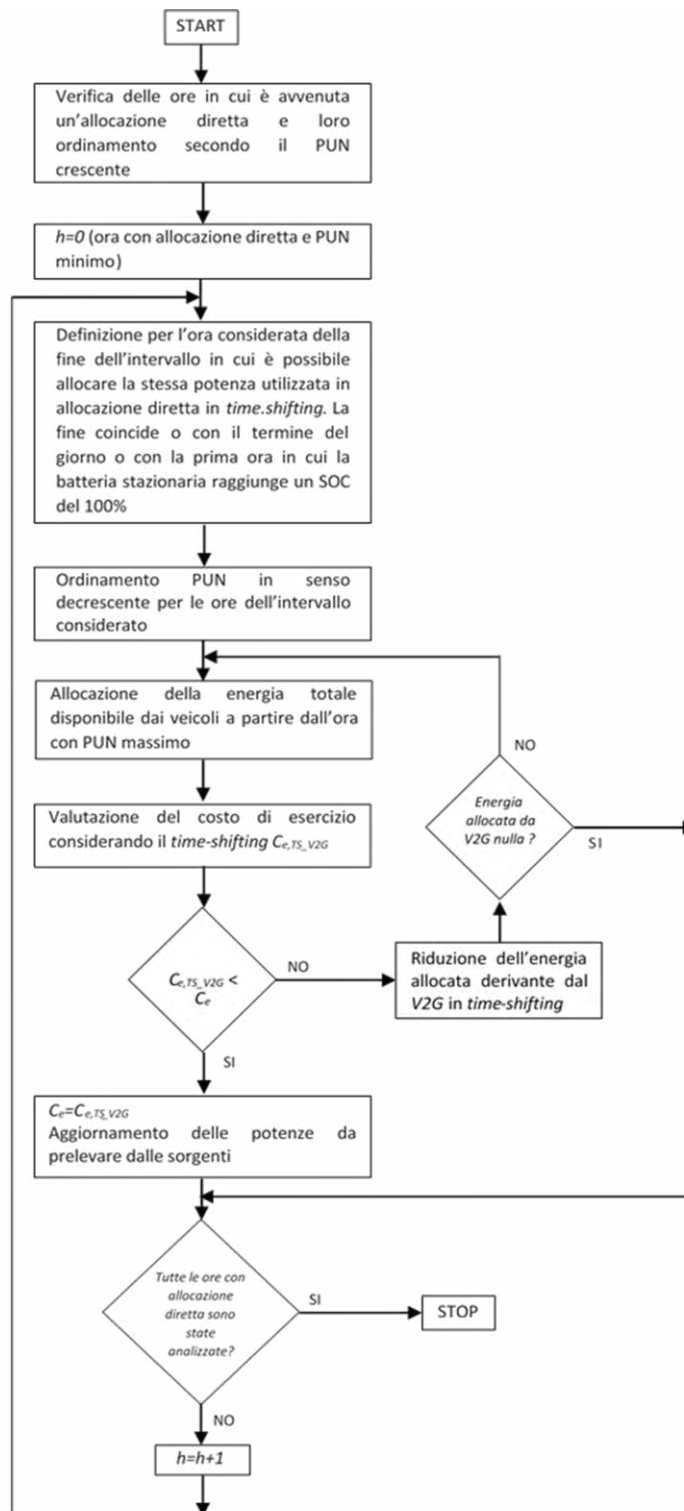 START
Verifica delle ore in cui è avvenuta
un'allocazione diretta e loro
ordinamento secondo il PUN
crescente
h=0 (ora con allocazione diretta e PUN
minimo)
Definizione per l'ora considerata della
fine dell'intervallo in cui è possibile
allocare la stessa potenza utilizzata in
allocazione diretta in time.shifting. La
fine coincide o con il termine del
giorno o con la prima ora in cui la
batteria stazionaria raggiunge un SOC
del 100%
Ordinamento PUN in senso
decrescente per le ore dell'intervallo
considerato
Allocazione della energia totale
disponibile dai veicoli a partire dall'ora
con PUN massimo
NO
Energia
allocata da
V2G nulla ?
SI
Valutazione del costo di esercizio
considerando il time-shifting Ce,TS_V2G
Ce,TS_V2G <
Ce
NO
Riduzione dell'energia
allocata derivante dal
V2G in time-shifting
SI
Ce=Ce,TS_V2G
Aggiornamento delle potenze da
prelevare dalle sorgenti
Tutte le ore con
allocazione
diretta sono
state
analizzate?
SI
STOP
NO
h=h+1